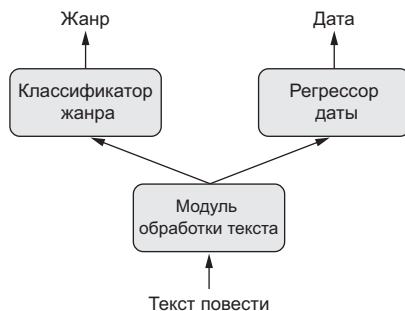 Жанр
Дата
Классификатор
жанра
Регрессор
даты
Модуль
обработки текста
Текст повести